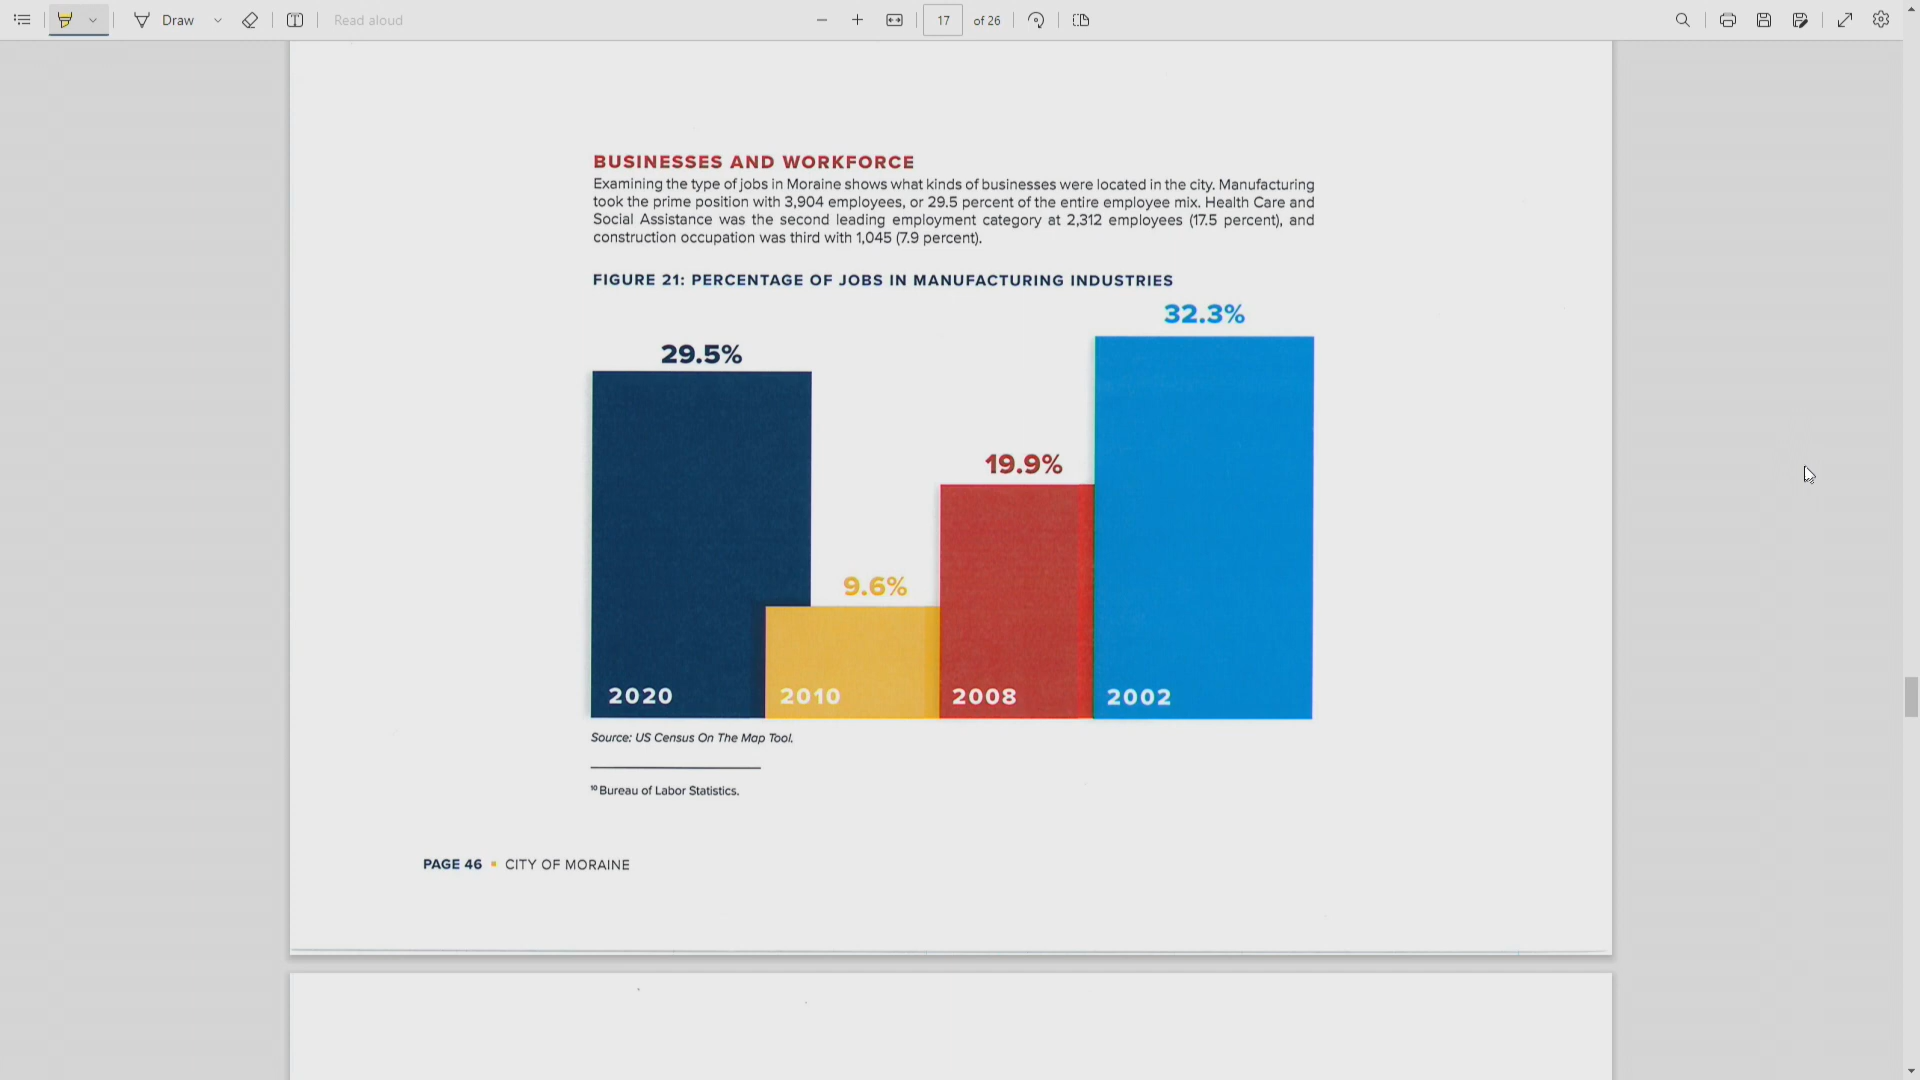 Draw
Read aloud
17 of 26
BUSINESSES AND WORKFORCE
Examining the type of jobs in Moraine shows what kinds of businesses were located in the city. Manufacturing
took the prime position with 3,904 employees, or 29.5 percent of the entire employee mix. Health Care and
Social Assistance was the second leading employment category at 2,312 employees (17.5 percent), and
construction occupation was third with 1,045 (7.9 percent).
FIGURE 21: PERCENTAGE OF JOBS IN MANUFACTURING INDUSTRIES
32.3%
29.5%
19.9%
9.6%
2020 2010 2008 2002
Source: US Census On The Map Tool.
¹⁰ Bureau of Labor Statistics.
PAGE 46 ▪ CITY OF MORAINE